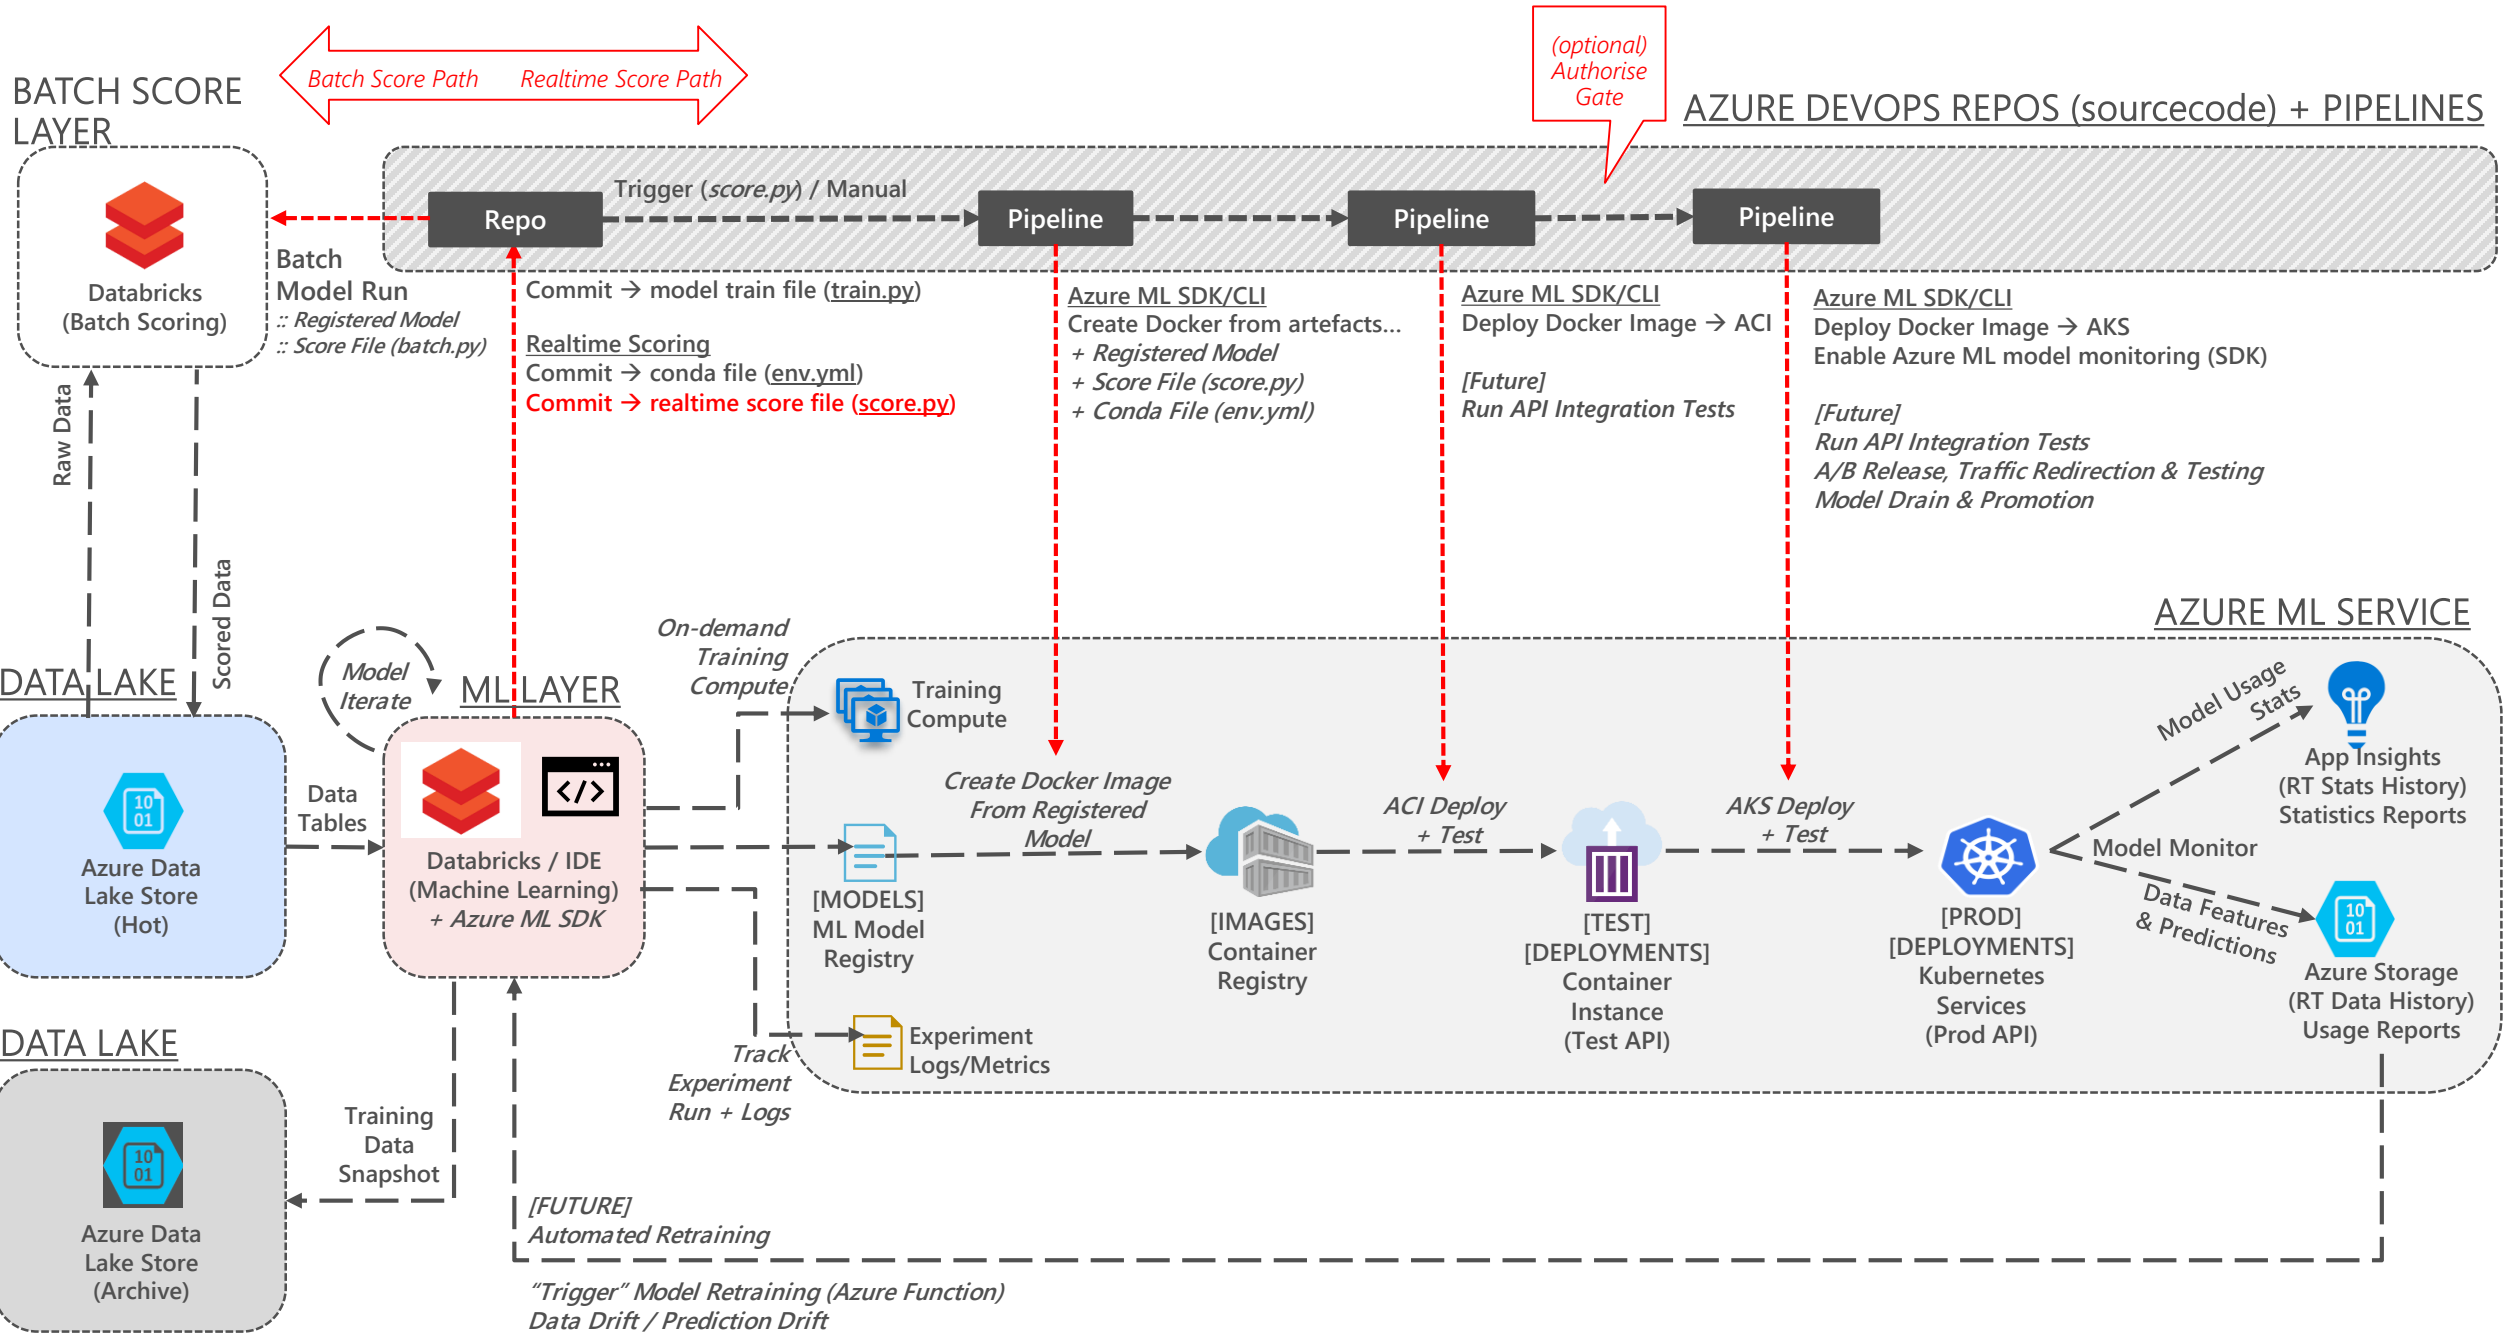 Batch Score Path
Realtime Score Path
(optional)
Authorise
Gate
BATCH SCORE
LAYER
AZURE DEVOPS REPOS (sourcecode) + PIPELINES
Databricks
(Batch Scoring)
Repo
Trigger (score.py) / Manual
Pipeline
Pipeline
Pipeline
Batch
Model Run
:: Registered Model
:: Score File (batch.py)
Commit → model train file (train.py)
Realtime Scoring
Commit → conda file (env.yml)
Commit → realtime score file (score.py)
Azure ML SDK/CLI
Create Docker from artefacts...
+ Registered Model
+ Score File (score.py)
+ Conda File (env.yml)
Azure ML SDK/CLI
Deploy Docker Image → ACI
[Future]
Run API Integration Tests
Azure ML SDK/CLI
Deploy Docker Image → AKS
Enable Azure ML model monitoring (SDK)
[Future]
Run API Integration Tests
A/B Release, Traffic Redirection & Testing
Model Drain & Promotion
Raw Data
Scored Data
DATA LAKE
Model
Iterate
ML LAYER
On-demand
Training
Compute
AZURE ML SERVICE
10
01
Azure Data
Lake Store
(Hot)
Data
Tables
</>
Databricks / IDE
(Machine Learning)
+ Azure ML SDK
Training
Compute
Create Docker Image
From Registered
Model
[MODELS]
ML Model
Registry
[IMAGES]
Container
Registry
ACI Deploy
+ Test
[TEST]
[DEPLOYMENTS]
Container
Instance
(Test API)
AKS Deploy
+ Test
[PROD]
[DEPLOYMENTS]
Kubernetes
Services
(Prod API)
Model Usage
Stats
App Insights
(RT Stats History)
Statistics Reports
Model Monitor
Data Features
& Predictions
10
01
Azure Storage
(RT Data History)
Usage Reports
Experiment
Logs/Metrics
Track
Experiment
Run + Logs
DATA LAKE
10
01
Azure Data
Lake Store
(Archive)
Training
Data
Snapshot
[FUTURE]
Automated Retraining
“Trigger” Model Retraining (Azure Function)
Data Drift / Prediction Drift